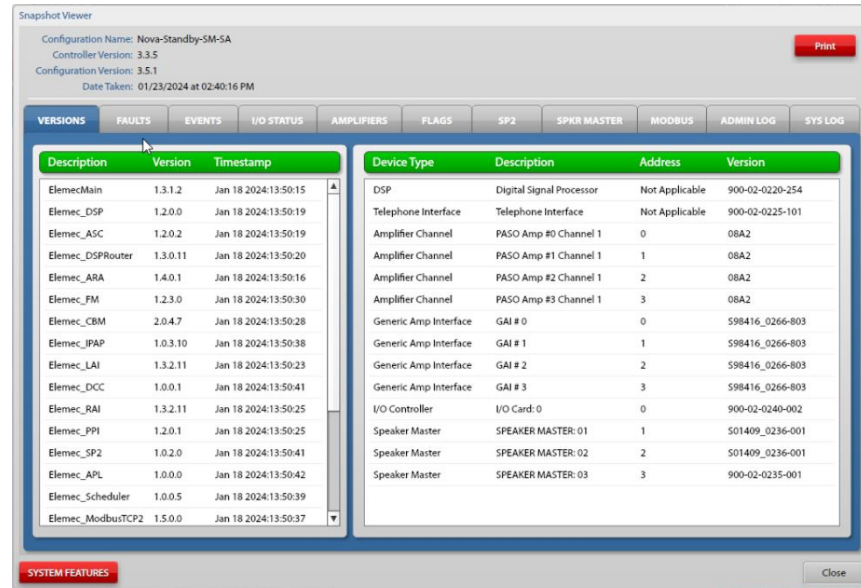 Snapshot Viewer
Configuration Name: Nova-Standby-SM-SA
Print
Controller Version: 3.3.5
Configuration Version: 3.5.1
Date Taken: 01/23/2024 at 02:40:16 PM
VERSIONS FAULTS EVENTS I/O STATUS AMPLIFIERS FLAGS SP2 SPKR MASTER MODBUS ADMIN LOG SYS LOG
Description Version Timestamp
ElemecMain 1.3.1.2 Jan 18 2024:13:50:15
Elemec_DSP 1.2.0.0 Jan 18 2024:13:50:19
Elemec_ASC 1.2.0.2 Jan 18 2024:13:50:19
Elemec_DSPRouter 1.3.0.11 Jan 18 2024:13:50:20
Elemec_ARA 1.4.0.1 Jan 18 2024:13:50:16
Elemec_FM 1.2.3.0 Jan 18 2024:13:50:30
Elemec_CBM 2.0.4.7 Jan 18 2024:13:50:28
Elemec_IPAP 1.0.3.10 Jan 18 2024:13:50:38
Elemec_LAI 1.3.2.11 Jan 18 2024:13:50:23
Elemec_DCC 1.0.0.1 Jan 18 2024:13:50:41
Elemec_RAI 1.3.2.11 Jan 18 2024:13:50:25
Elemec_PPI 1.2.0.1 Jan 18 2024:13:50:25
Elemec_SP2 1.0.2.0 Jan 18 2024:13:50:41
Elemec_APL 1.0.0.0 Jan 18 2024:13:50:42
Elemec_Scheduler 1.0.0.5 Jan 18 2024:13:50:39
Elemec_ModbusTCP2 1.5.0.0 Jan 18 2024:13:50:37
Device Type Description Address Version
DSP Digital Signal Processor Not Applicable 900-02-0220-254
Telephone Interface Telephone Interface Not Applicable 900-02-0225-101
Amplifier Channel PASO Amp #0 Channel 1 0 08A2
Amplifier Channel PASO Amp #1 Channel 1 1 08A2
Amplifier Channel PASO Amp #2 Channel 1 2 08A2
Amplifier Channel PASO Amp #3 Channel 1 3 08A2
Generic Amp Interface GAI # 0 0 S98416_0266-803
Generic Amp Interface GAI # 1 1 S98416_0266-803
Generic Amp Interface GAI # 2 2 S98416_0266-803
Generic Amp Interface GAI # 3 3 S98416_0266-803
I/O Controller I/O Card: 0 0 900-02-0240-002
Speaker Master SPEAKER MASTER: 01 1 S01409_0236-001
Speaker Master SPEAKER MASTER: 02 2 S01409_0236-001
Speaker Master SPEAKER MASTER: 03 3 900-02-0235-001
SYSTEM FEATURES
Close